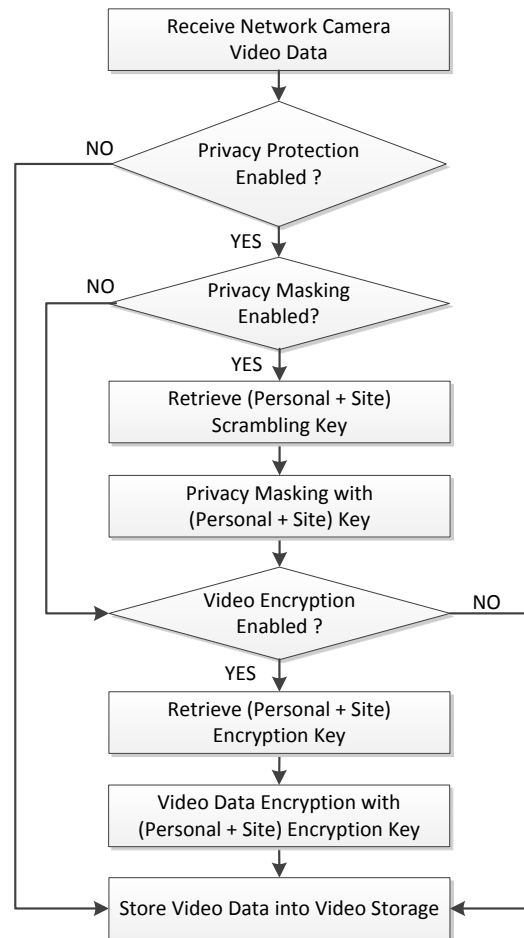 Receive Network Camera
Video Data
NO
Privacy Protection
Enabled ?
YES
NO
Privacy Masking
Enabled?
YES
Retrieve (Personal + Site)
Scrambling Key
Privacy Masking with
(Personal + Site) Key
Video Encryption
Enabled ?
NO
YES
Retrieve (Personal + Site)
Encryption Key
Video Data Encryption with
(Personal + Site) Encryption Key
Store Video Data into Video Storage